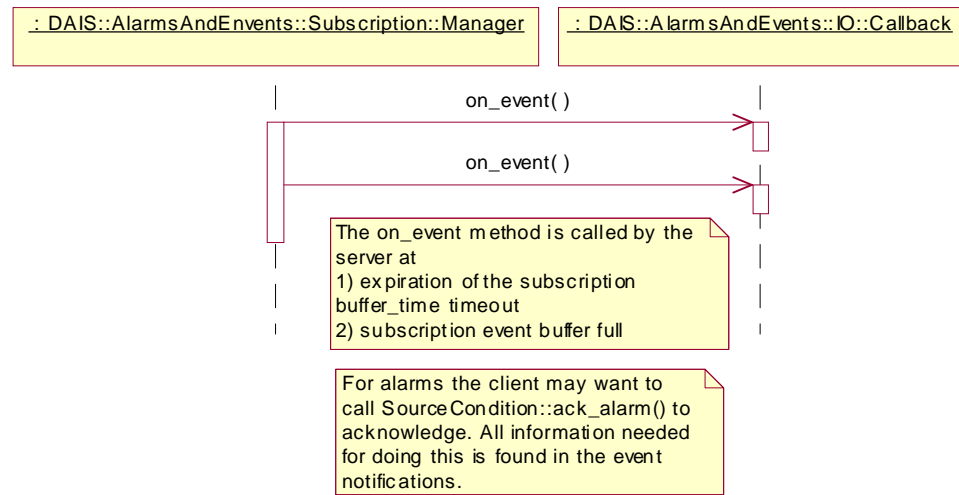 : DAIS::AlarmsAndEnvents::Subscription::Manager
: DAIS::AlarmsAndEvents::IO::Callback
on_event( )
on_event( )
The on_event method is called by the
server at
1) expiration of the subscription
buffer_time timeout
2) subscription event buffer full
For alarms the client may want to
call SourceCondition::ack_alarm() to
acknowledge. All information needed
for doing this is found in the event
notifications.